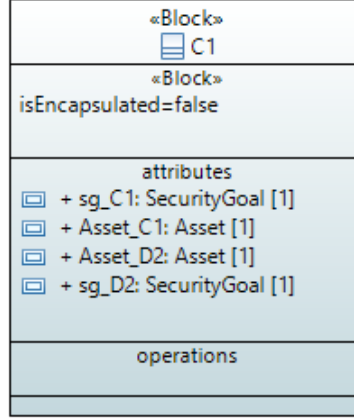 «Block»
C1
«Block»
isEncapsulated=false
attributes
+ sg_C1: SecurityGoal [1]
+ Asset_C1: Asset [1]
+ Asset_D2: Asset [1]
+ sg_D2: SecurityGoal [1]
operations